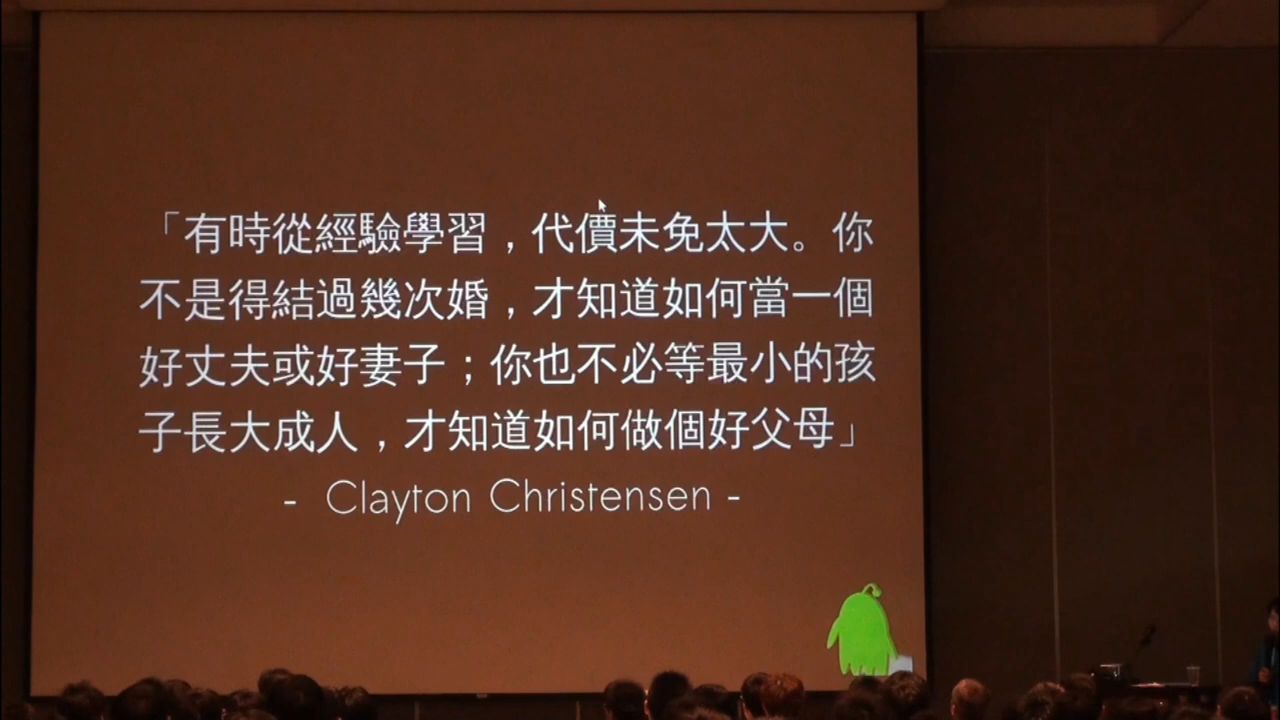 「有時從經驗學習，代價未免太大。你
不是得結過幾次婚，才知道如何當一個
好丈夫或好妻子；你也不必等最小的孩
子長大成人，才知道如何做個好父母」
- Clayton Christensen -